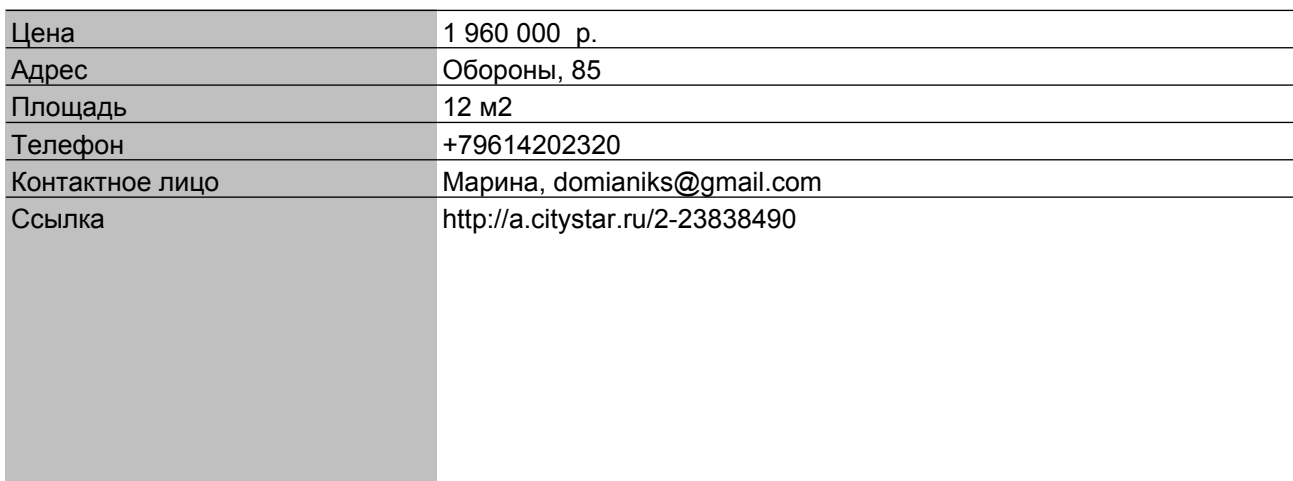 Цена 1 960 000 р.
Адрес Обороны, 85
Площадь 12 м2
Телефон +79614202320
Контактное лицо Марина, domianiks@gmail.com
Ссылка http://a.citystar.ru/2-23838490